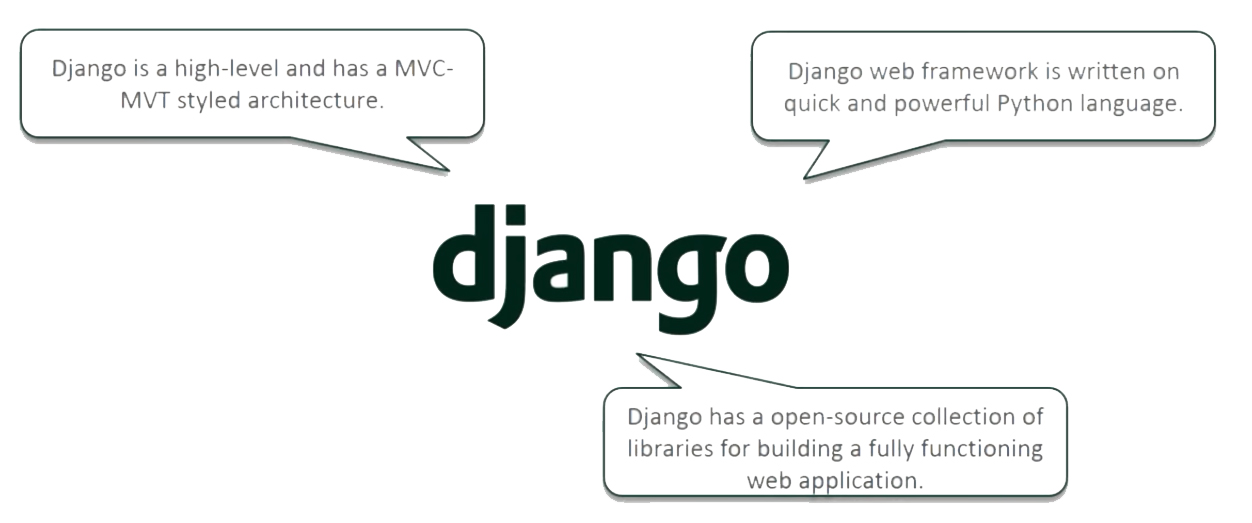 Django is a high-level and has a MVC-
MVT styled architecture.
Django web framework is written on
quick and powerful Python language.
django
Django has a open-source collection of
libraries for building a fully functioning
web application.